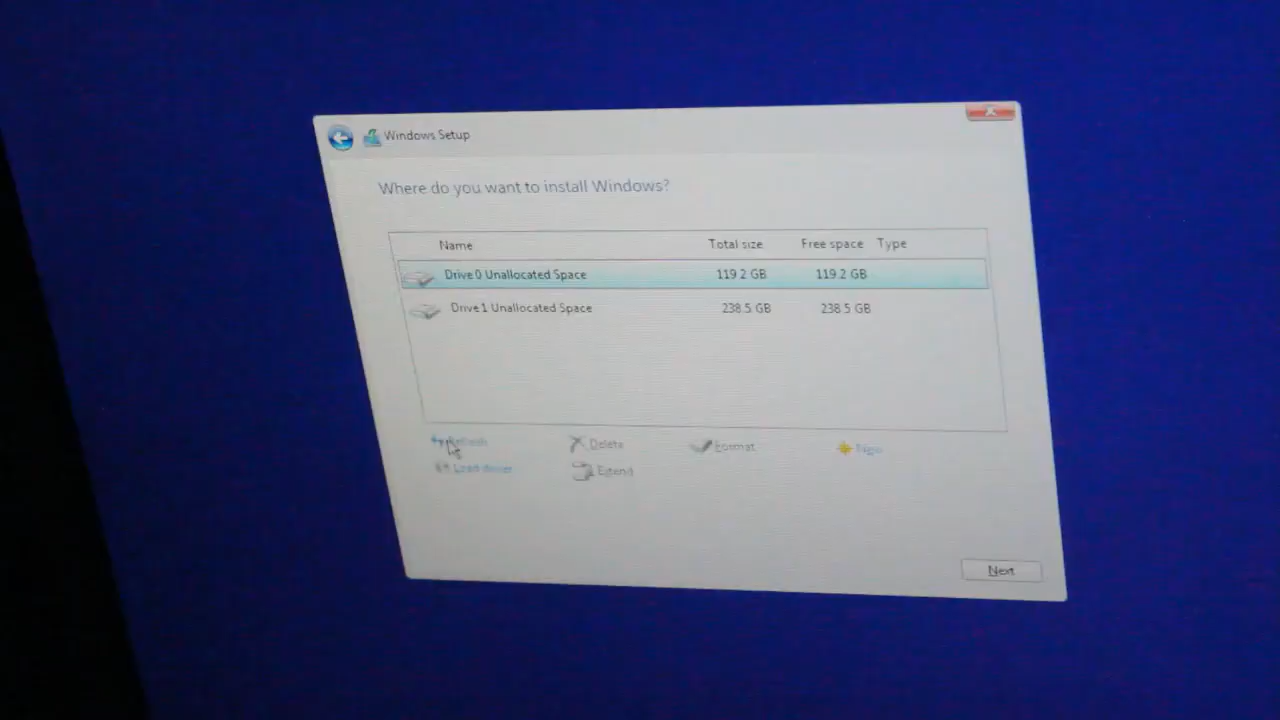 Windows Setup
Where do you want to install Windows?
Name Total size Free space Type
Drive 0 Unallocated Space 119.2 GB 119.2 GB
Drive 1 Unallocated Space 238.5 GB 238.5 GB
Refresh Delete Format New
Load driver Extend
Next